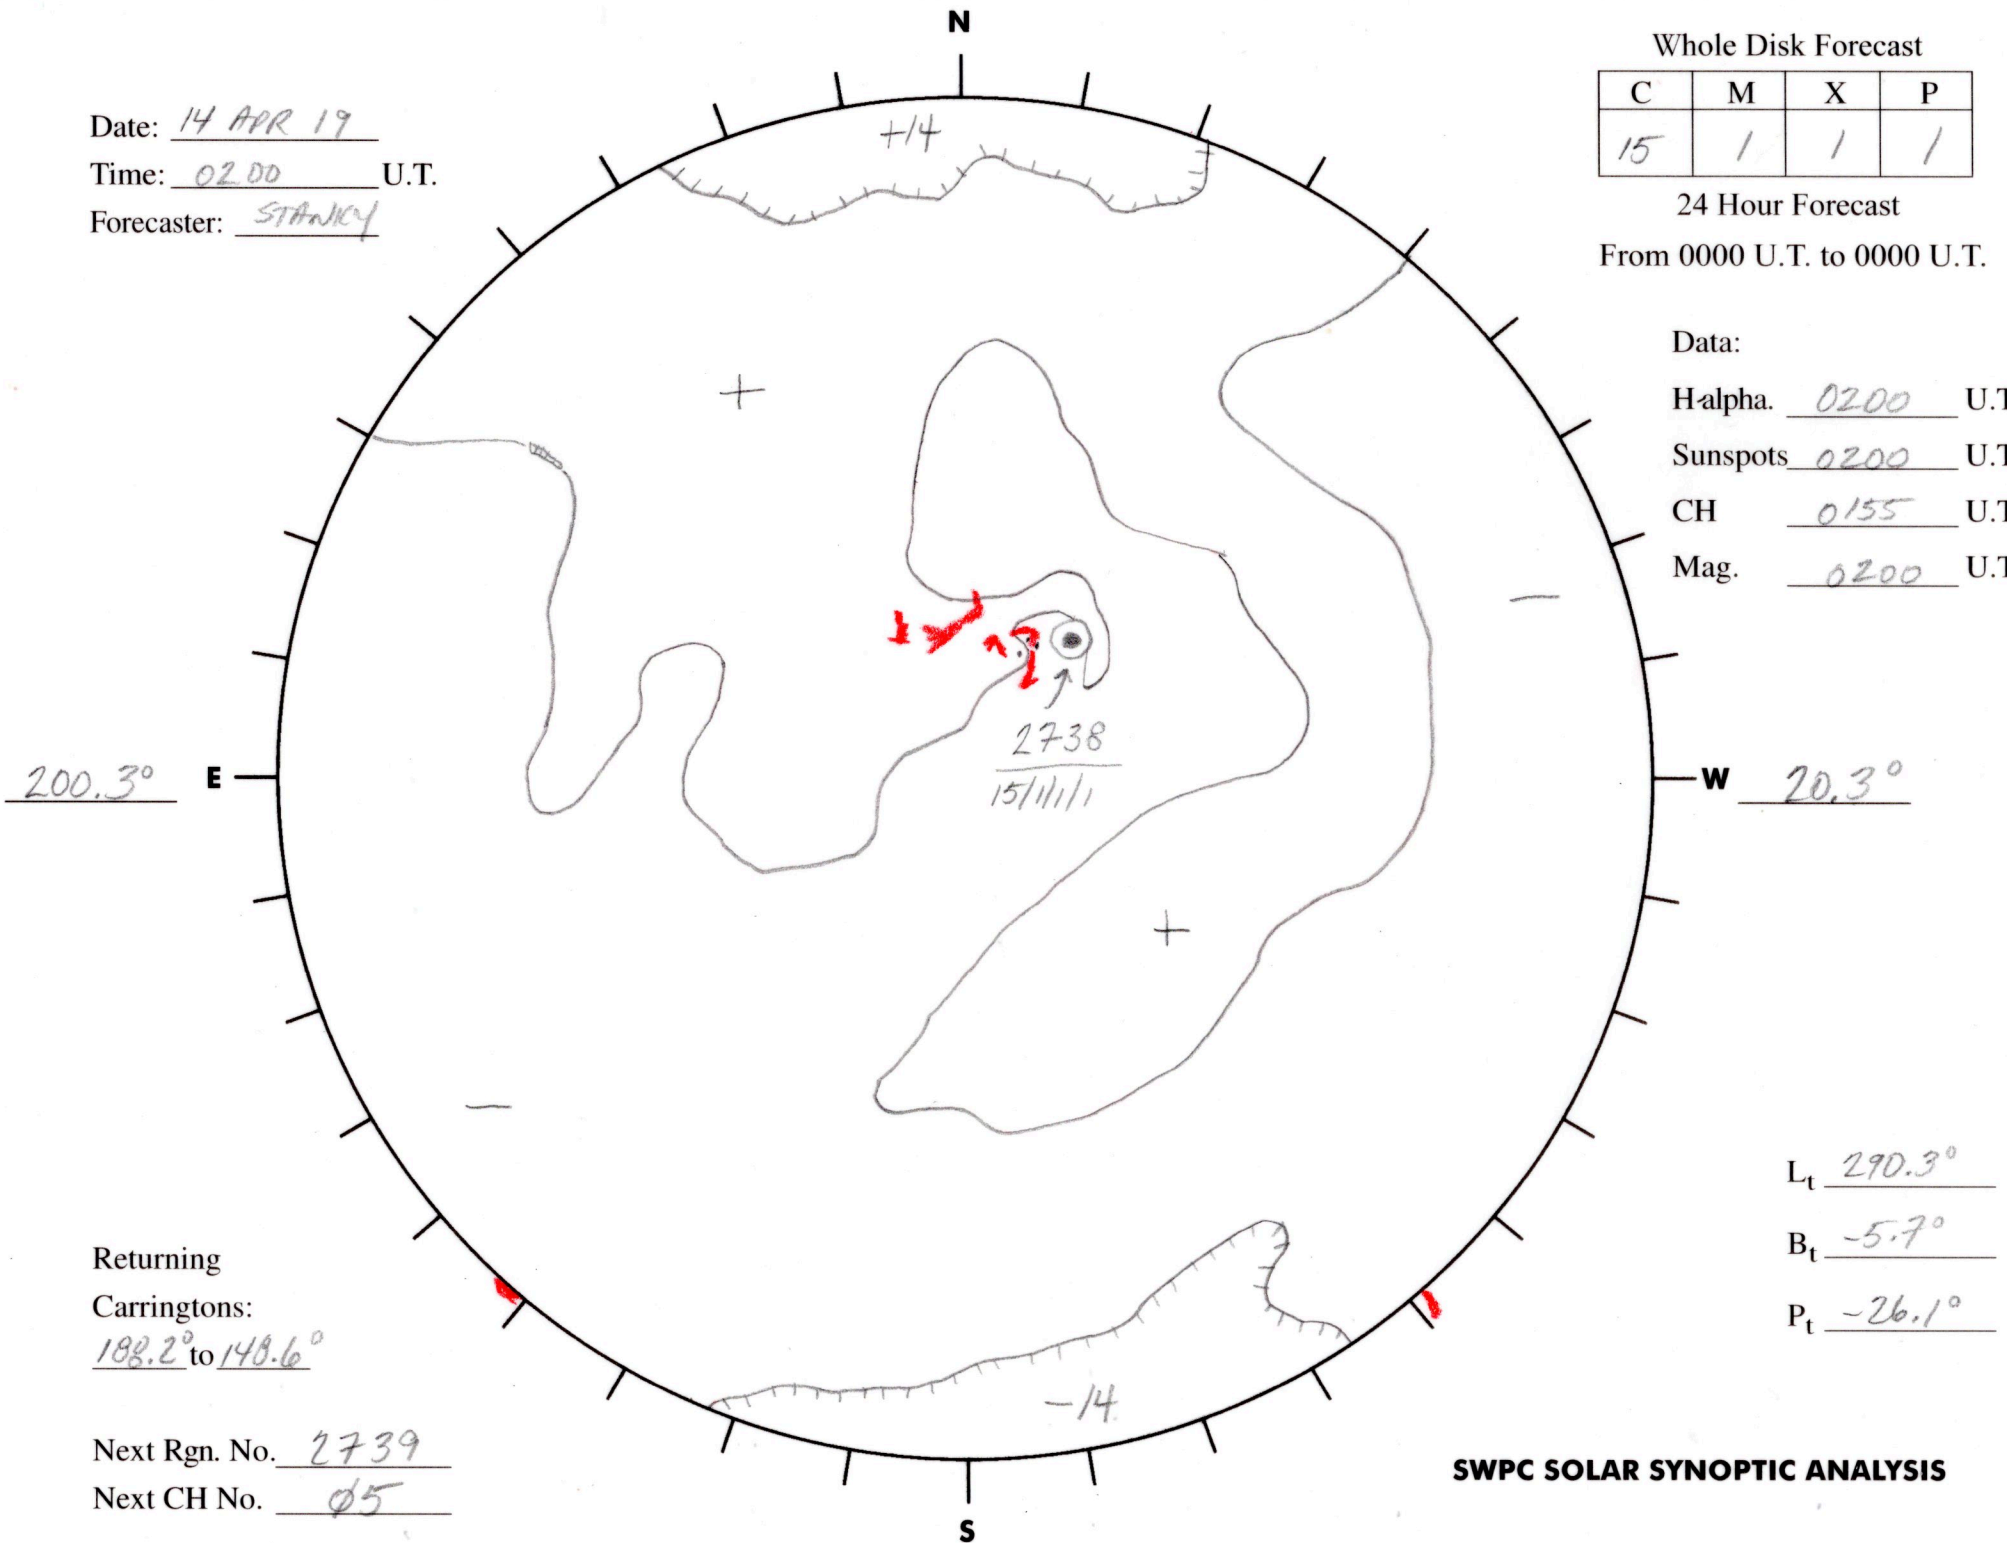 N
Whole Disk Forecast
C M X P
15 1 1 1
24 Hour Forecast
From 0000 U.T. to 0000 U.T.
Date: 14 APR 19
Time: 0200 U.T.
Forecaster: STANKY
+14
Data:
H-alpha. 0200 U.T
Sunspots 0200 U.T
CH 0155 U.T
Mag. 0200 U.T
+
−
2738
15/1/1/1
200.3° E
W 20.3°
+
−
Lt 290.3°
Bt -5.7°
Pt -26.1°
Returning
Carringtons:
188.2° to 148.6°
-14
Next Rgn. No. 2739
Next CH No. Ø5
SWPC SOLAR SYNOPTIC ANALYSIS
S